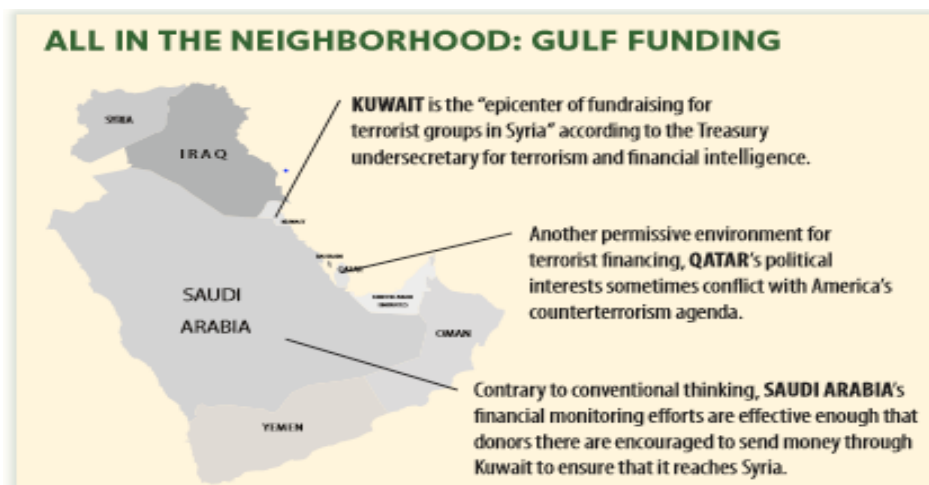 ALL IN THE NEIGHBORHOOD: GULF FUNDING
SYRIA
IRAQ
KUWAIT is the “epicenter of fundraising for
terrorist groups in Syria” according to the Treasury
undersecretary for terrorism and financial intelligence.
KUWAIT
Another permissive environment for
terrorist financing, QATAR’s political
interests sometimes conflict with America’s
counterterrorism agenda.
QATAR
SAUDI
ARABIA
UNITED ARAB
EMIRATES
OMAN
Contrary to conventional thinking, SAUDI ARABIA’s
financial monitoring efforts are effective enough that
donors there are encouraged to send money through
Kuwait to ensure that it reaches Syria.
YEMEN